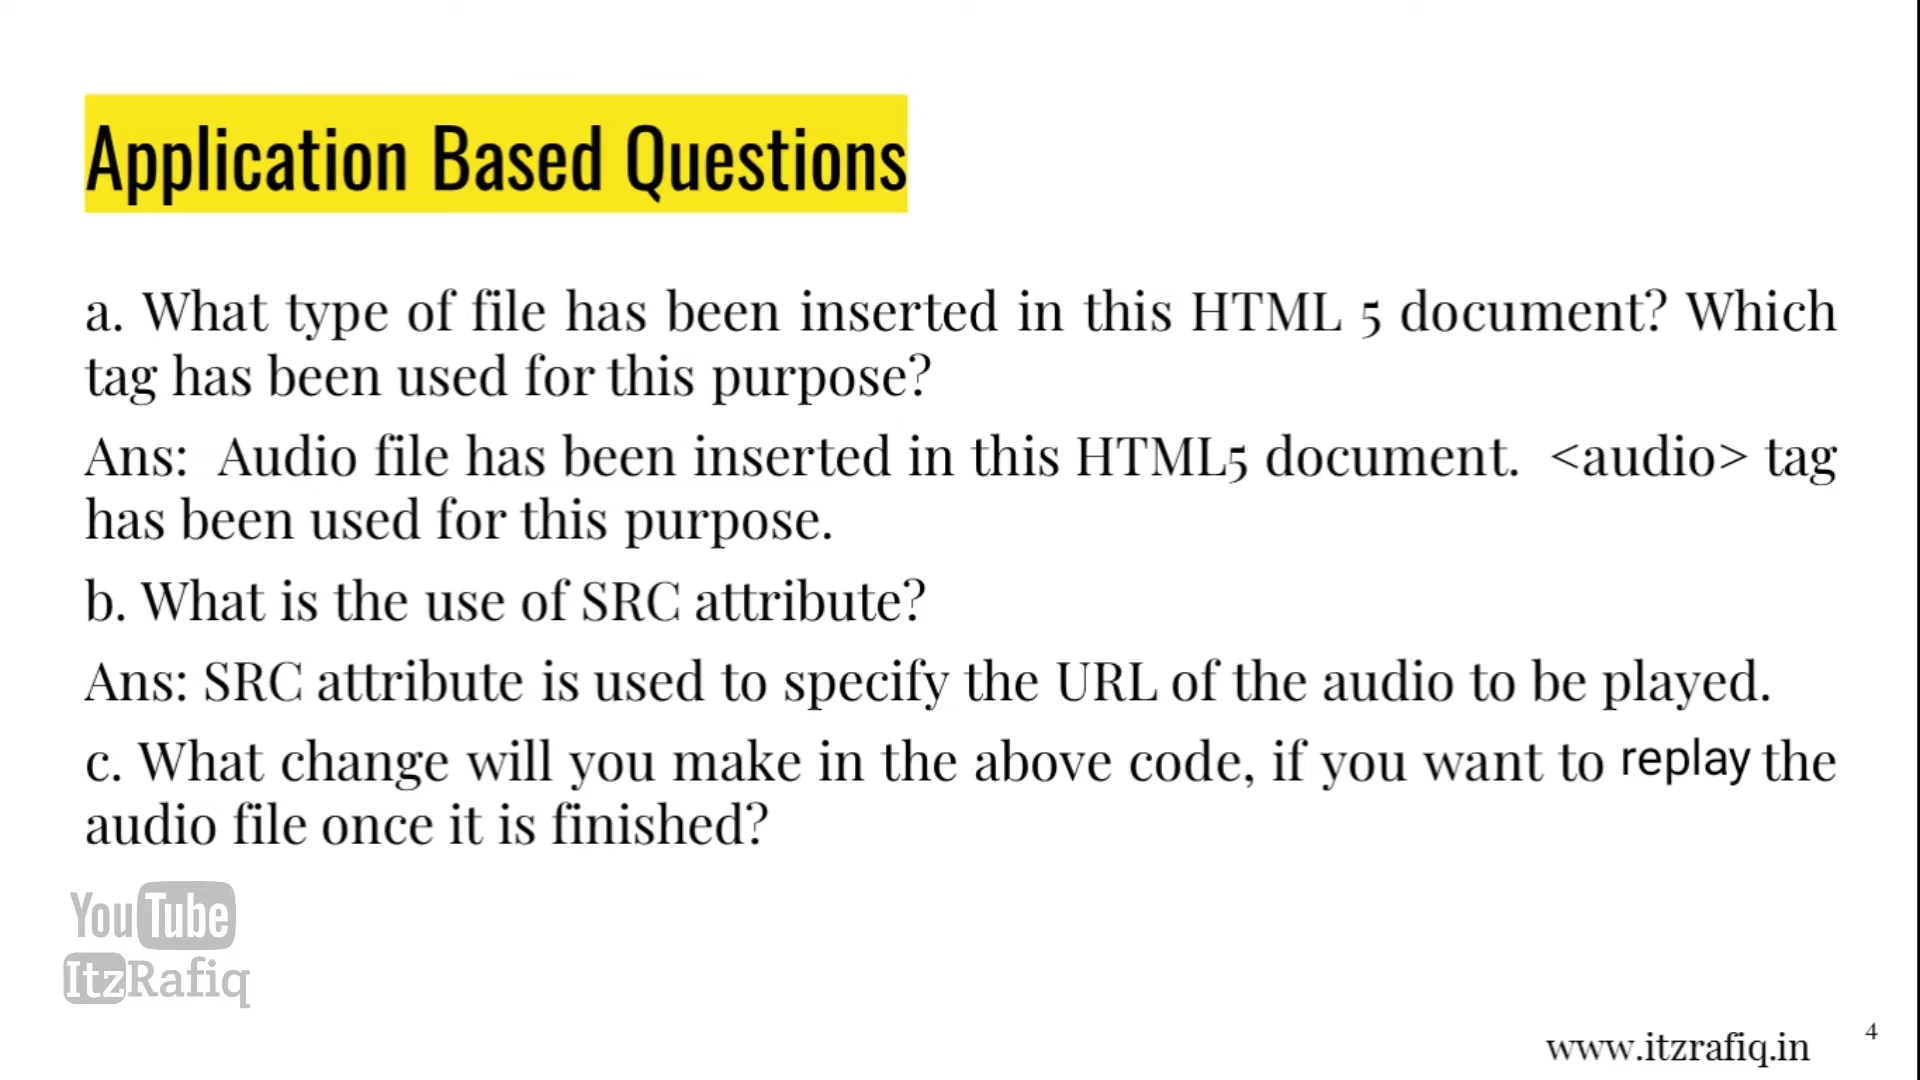 Application Based Questions
a. What type of file has been inserted in this HTML 5 document? Which
tag has been used for this purpose?
Ans: Audio file has been inserted in this HTML5 document. <audio> tag
has been used for this purpose.
b. What is the use of SRC attribute?
Ans: SRC attribute is used to specify the URL of the audio to be played.
c. What change will you make in the above code, if you want to replay the
audio file once it is finished?
YouTube
ItzRafiq
www.itzrafiq.in
4